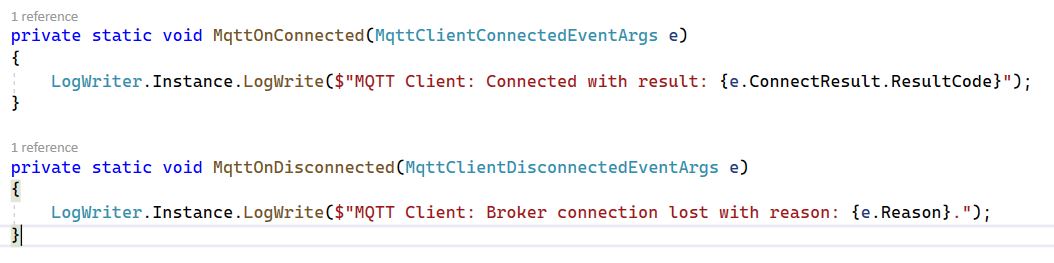 1 reference
private static void MqttOnConnected(MqttClientConnectedEventArgs e)
{
LogWriter.Instance.LogWrite($"MQTT Client: Connected with result: {e.ConnectResult.ResultCode}");
}
1 reference
private static void MqttOnDisconnected(MqttClientDisconnectedEventArgs e)
{
LogWriter.Instance.LogWrite($"MQTT Client: Broker connection lost with reason: {e.Reason}.");
}